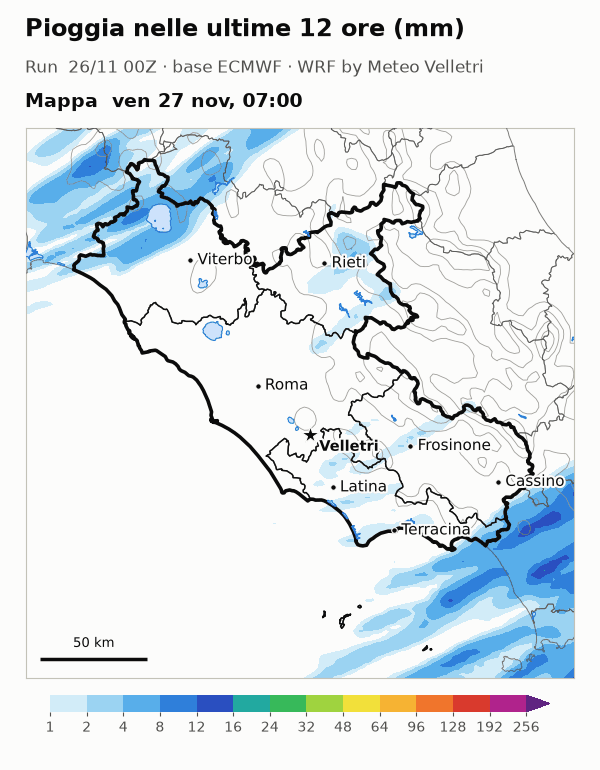 Pioggia nelle ultime 12 ore (mm)
Run  26/11 00Z · base ECMWF · WRF by Meteo Velletri
Mappa  ven 27 nov, 07:00
Viterbo
Rieti
Roma
Velletri
Frosinone
Latina
Cassino
Terracina
50 km
1 2 4 8 12 16 24 32 48 64 96 128 192 256